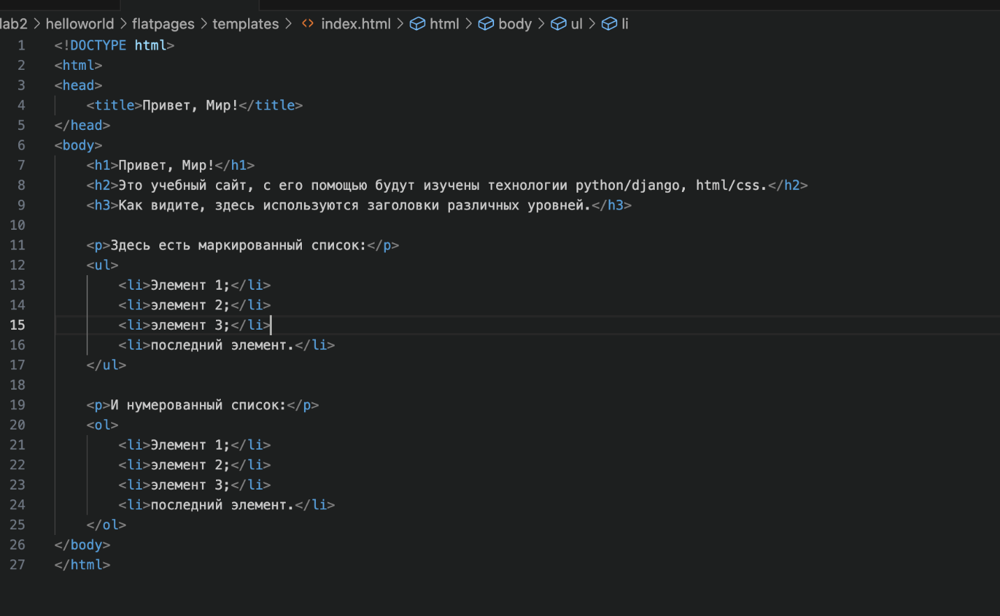 lab2 > helloworld > flatpages > templates > <> index.html > html > body > ul > li
1 <!DOCTYPE html>
2 <html>
3 <head>
4 <title>Привет, Мир!</title>
5 </head>
6 <body>
7 <h1>Привет, Мир!</h1>
8 <h2>Это учебный сайт, с его помощью будут изучены технологии python/django, html/css.</h2>
9 <h3>Как видите, здесь используются заголовки различных уровней.</h3>
10
11 <p>Здесь есть маркированный список:</p>
12 <ul>
13 <li>Элемент 1;</li>
14 <li>элемент 2;</li>
15 <li>элемент 3;</li>
16 <li>последний элемент.</li>
17 </ul>
18
19 <p>И нумерованный список:</p>
20 <ol>
21 <li>Элемент 1;</li>
22 <li>элемент 2;</li>
23 <li>элемент 3;</li>
24 <li>последний элемент.</li>
25 </ol>
26 </body>
27 </html>